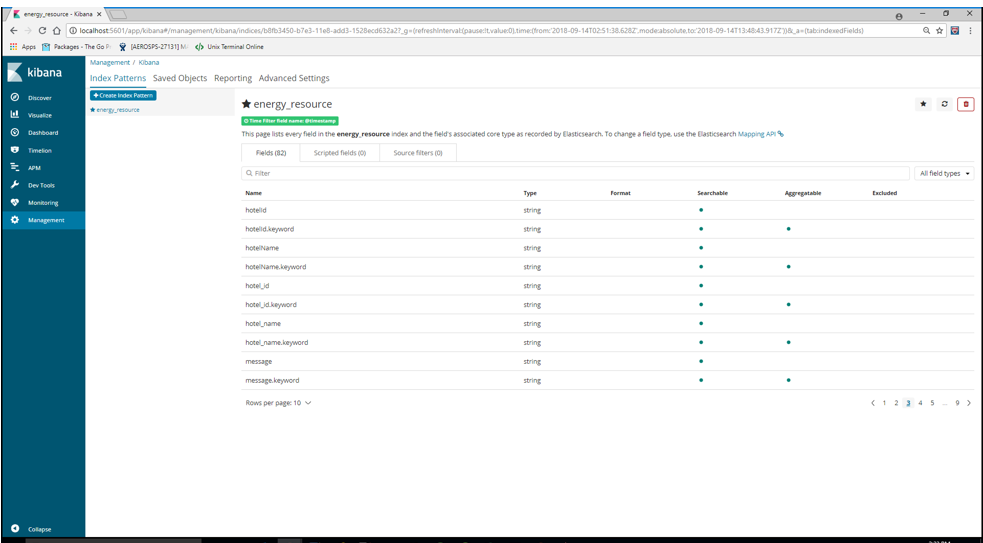 energy_resource - Kibana
localhost:5601/app/kibana#/management/kibana/indices/b8fb3450-b7e3-11e8-add3-1528ecd632a2?_g=(refreshInterval:(pause:!t,value:0),time:(from:'2018-09-14T02:51:38.628Z',mode:absolute,to:'2018-09-14T13:48:43.917Z'))&_a=(tab:indexedFields)
Apps Packages - The Go P [AEROSPS-27131] M Unix Terminal Online
kibana
Discover
Visualize
Dashboard
Timelion
APM
Dev Tools
Monitoring
Management
Collapse
Management / Kibana
Index Patterns Saved Objects Reporting Advanced Settings
Create Index Pattern
energy_resource
energy_resource
Time Filter field name: @timestamp
This page lists every field in the energy_resource index and the field's associated core type as recorded by Elasticsearch. To change a field type, use the Elasticsearch Mapping API
Fields (82) Scripted fields (0) Source filters (0)
Filter All field types
Name Type Format Searchable Aggregatable Excluded
hotelId string
hotelId.keyword string
hotelName string
hotelName.keyword string
hotel_id string
hotel_id.keyword string
hotel_name string
hotel_name.keyword string
message string
message.keyword string
Rows per page: 10 1 2 3 4 5 ... 9